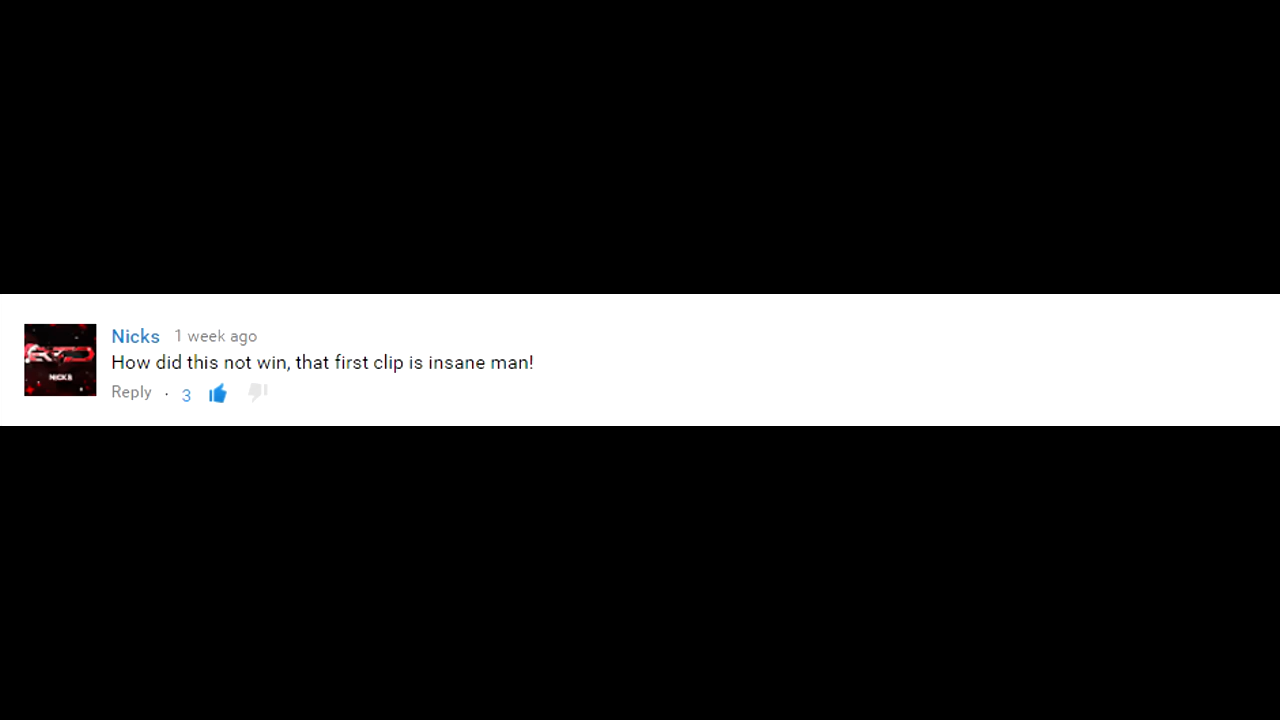 Nicks 1 week ago
How did this not win, that first clip is insane man!
Reply · 3